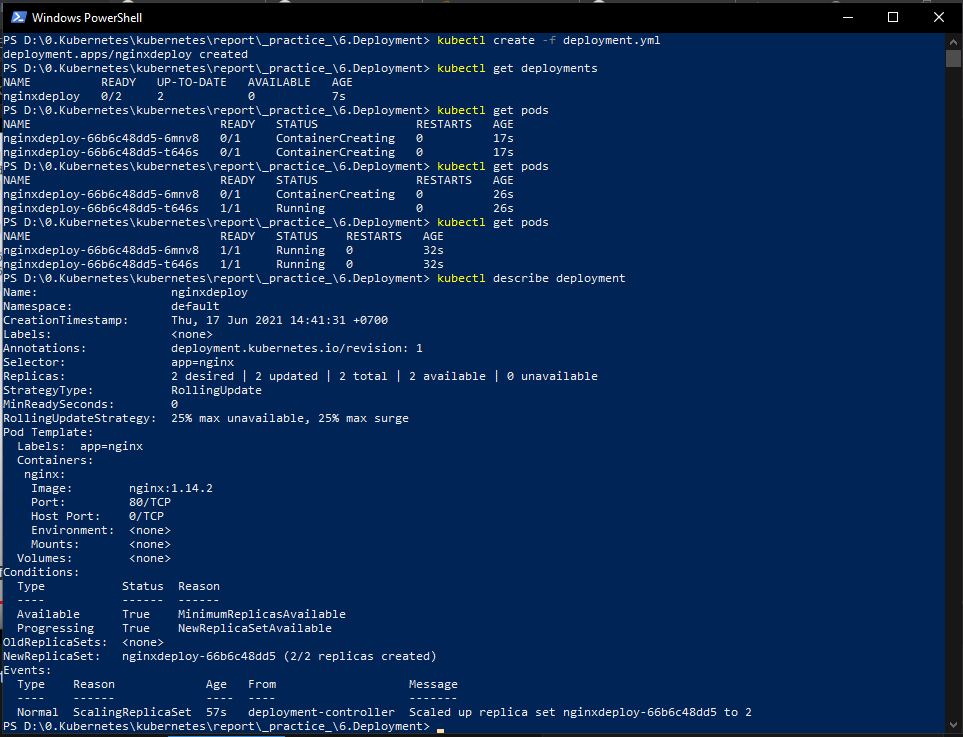 Windows PowerShell
PS D:\0.Kubernetes\kubernetes\report\_practice_\6.Deployment> kubectl create -f deployment.yml
deployment.apps/nginxdeploy created
PS D:\0.Kubernetes\kubernetes\report\_practice_\6.Deployment> kubectl get deployments
NAME          READY   UP-TO-DATE   AVAILABLE   AGE
nginxdeploy   0/2     2            0           7s
PS D:\0.Kubernetes\kubernetes\report\_practice_\6.Deployment> kubectl get pods
NAME                           READY   STATUS              RESTARTS   AGE
nginxdeploy-66b6c48dd5-6mnv8   0/1     ContainerCreating   0          17s
nginxdeploy-66b6c48dd5-t646s   0/1     ContainerCreating   0          17s
PS D:\0.Kubernetes\kubernetes\report\_practice_\6.Deployment> kubectl get pods
NAME                           READY   STATUS              RESTARTS   AGE
nginxdeploy-66b6c48dd5-6mnv8   0/1     ContainerCreating   0          26s
nginxdeploy-66b6c48dd5-t646s   1/1     Running             0          26s
PS D:\0.Kubernetes\kubernetes\report\_practice_\6.Deployment> kubectl get pods
NAME                           READY   STATUS    RESTARTS   AGE
nginxdeploy-66b6c48dd5-6mnv8   1/1     Running   0          32s
nginxdeploy-66b6c48dd5-t646s   1/1     Running   0          32s
PS D:\0.Kubernetes\kubernetes\report\_practice_\6.Deployment> kubectl describe deployment
Name:                   nginxdeploy
Namespace:              default
CreationTimestamp:      Thu, 17 Jun 2021 14:41:31 +0700
Labels:                 <none>
Annotations:            deployment.kubernetes.io/revision: 1
Selector:               app=nginx
Replicas:               2 desired | 2 updated | 2 total | 2 available | 0 unavailable
StrategyType:           RollingUpdate
MinReadySeconds:        0
RollingUpdateStrategy:  25% max unavailable, 25% max surge
Pod Template:
  Labels:  app=nginx
  Containers:
   nginx:
    Image:        nginx:1.14.2
    Port:         80/TCP
    Host Port:    0/TCP
    Environment:  <none>
    Mounts:       <none>
  Volumes:        <none>
Conditions:
  Type           Status  Reason
  ----           ------  ------
  Available      True    MinimumReplicasAvailable
  Progressing    True    NewReplicaSetAvailable
OldReplicaSets:  <none>
NewReplicaSet:   nginxdeploy-66b6c48dd5 (2/2 replicas created)
Events:
  Type    Reason             Age   From                   Message
  ----    ------             ----  ----                   -------
  Normal  ScalingReplicaSet  57s   deployment-controller  Scaled up replica set nginxdeploy-66b6c48dd5 to 2
PS D:\0.Kubernetes\kubernetes\report\_practice_\6.Deployment>